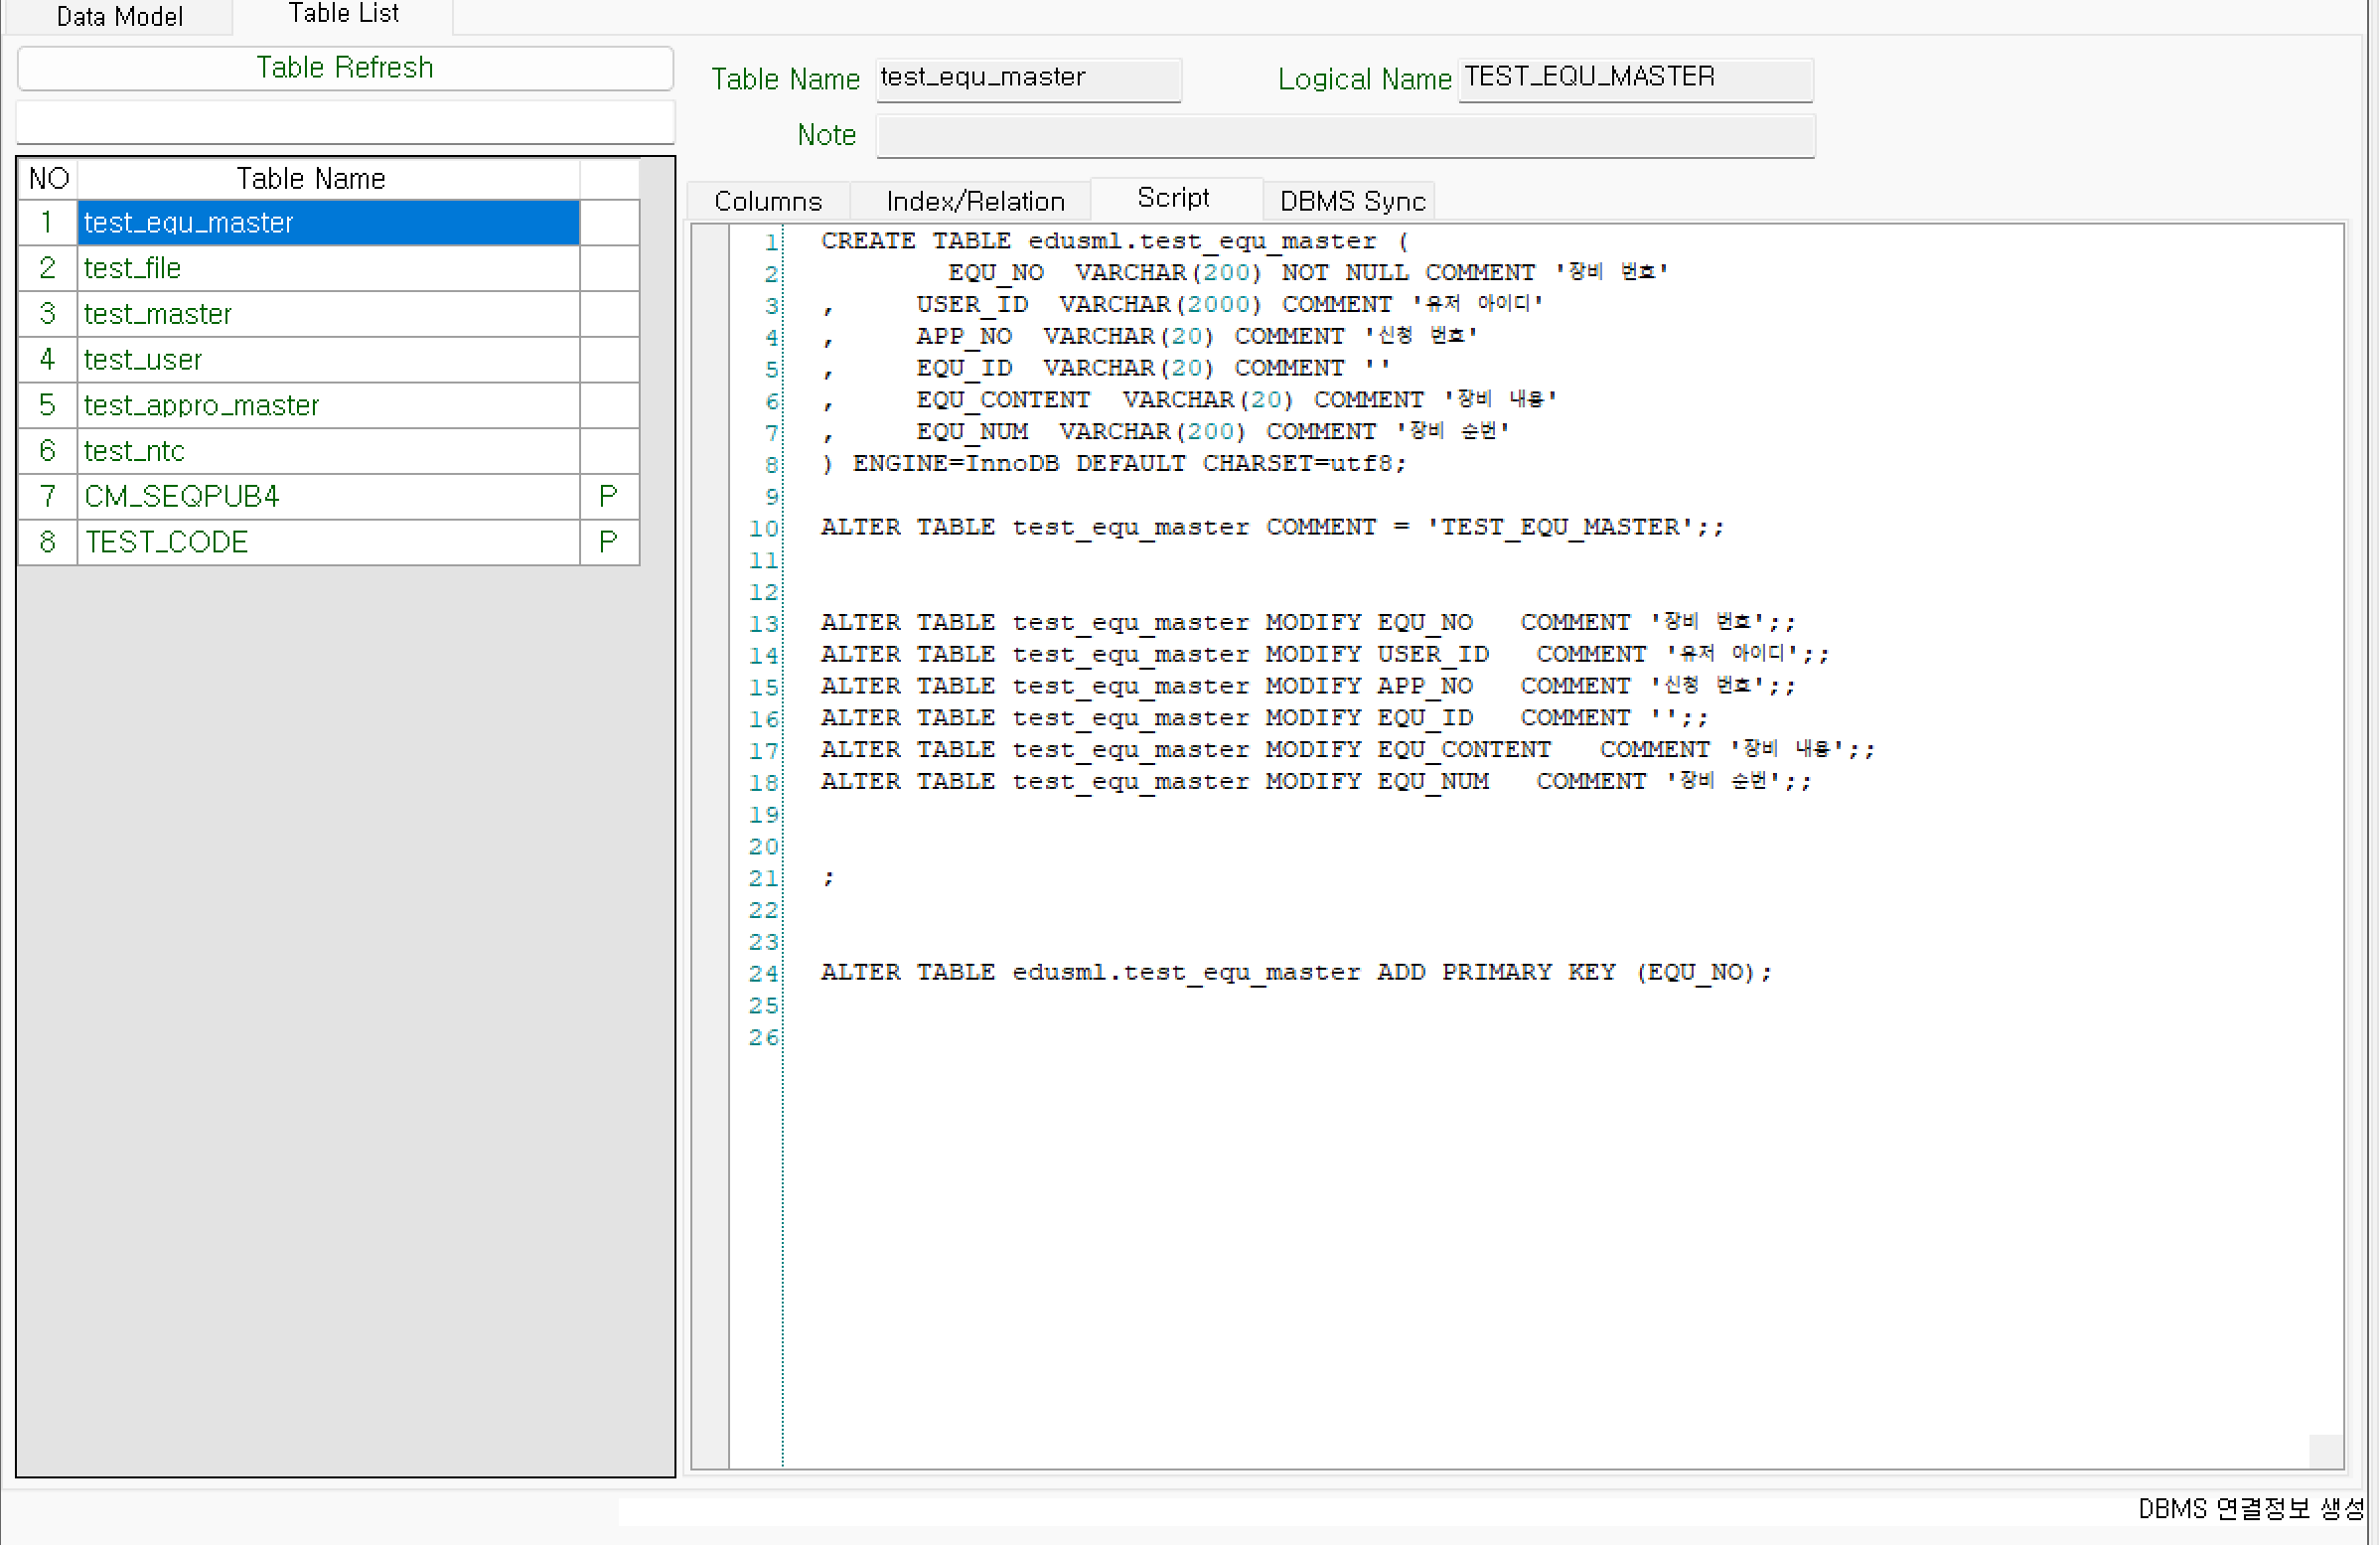 Data Model
Table List
Table Refresh
Table Name test_equ_master Logical Name TEST_EQU_MASTER
Note
NO Table Name
1 test_equ_master
2 test_file
3 test_master
4 test_user
5 test_appro_master
6 test_ntc
7 CM_SEQPUB4 P
8 TEST_CODE P
Columns Index/Relation Script DBMS Sync
1 CREATE TABLE edusml.test_equ_master (
2 EQU_NO VARCHAR(200) NOT NULL COMMENT '장비 번호'
3 , USER_ID VARCHAR(2000) COMMENT '유저 아이디'
4 , APP_NO VARCHAR(20) COMMENT '신청 번호'
5 , EQU_ID VARCHAR(20) COMMENT ''
6 , EQU_CONTENT VARCHAR(20) COMMENT '장비 내용'
7 , EQU_NUM VARCHAR(200) COMMENT '장비 순번'
8 ) ENGINE=InnoDB DEFAULT CHARSET=utf8;
9
10 ALTER TABLE test_equ_master COMMENT = 'TEST_EQU_MASTER';;
11
12
13 ALTER TABLE test_equ_master MODIFY EQU_NO COMMENT '장비 번호';;
14 ALTER TABLE test_equ_master MODIFY USER_ID COMMENT '유저 아이디';;
15 ALTER TABLE test_equ_master MODIFY APP_NO COMMENT '신청 번호';;
16 ALTER TABLE test_equ_master MODIFY EQU_ID COMMENT '';;
17 ALTER TABLE test_equ_master MODIFY EQU_CONTENT COMMENT '장비 내용';;
18 ALTER TABLE test_equ_master MODIFY EQU_NUM COMMENT '장비 순번';;
19
20
21 ;
22
23
24 ALTER TABLE edusml.test_equ_master ADD PRIMARY KEY (EQU_NO);
25
26
DBMS 연결정보 생성